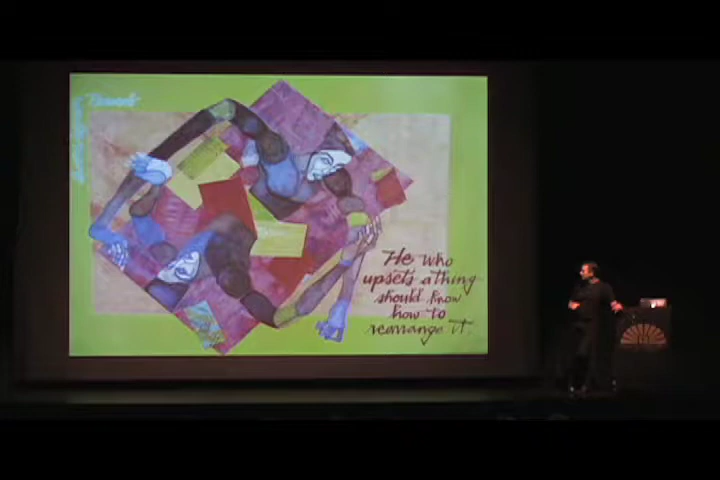 He who
upsets a thing
should know
how to
rearrange it.